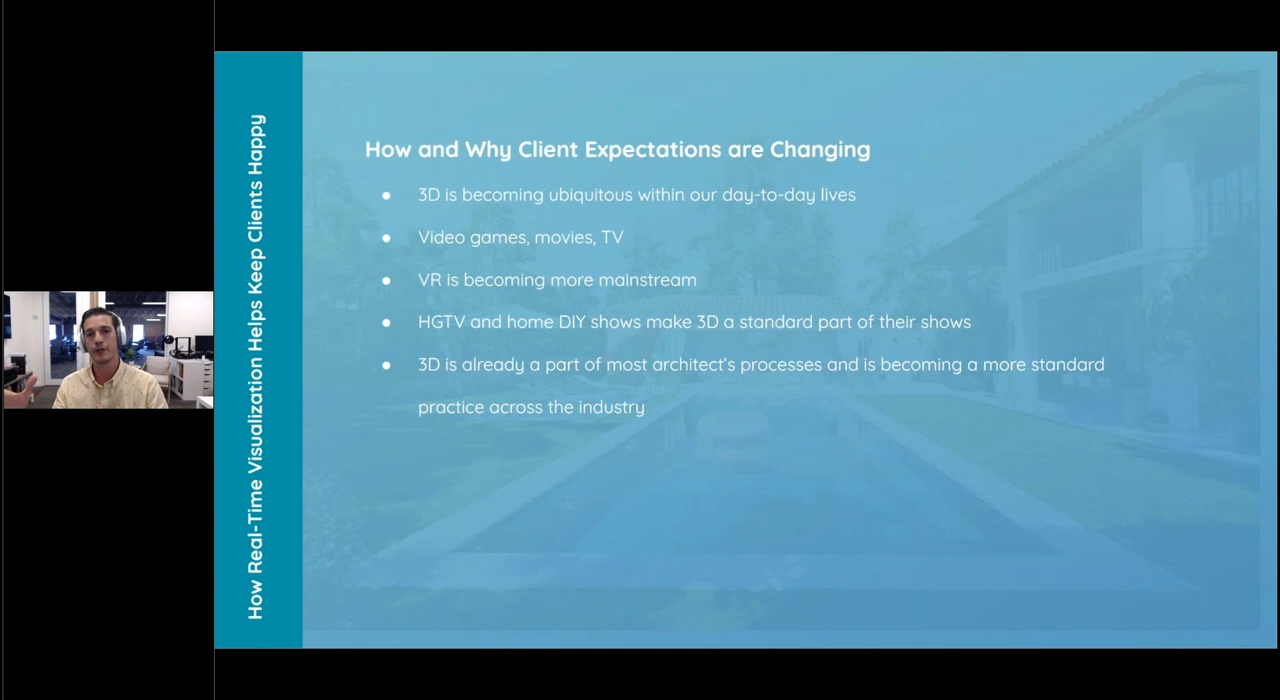 How Real-Time Visualization Helps Keep Clients Happy
How and Why Client Expectations are Changing
● 3D is becoming ubiquitous within our day-to-day lives
● Video games, movies, TV
● VR is becoming more mainstream
● HGTV and home DIY shows make 3D a standard part of their shows
● 3D is already a part of most architect's processes and is becoming a more standard
practice across the industry